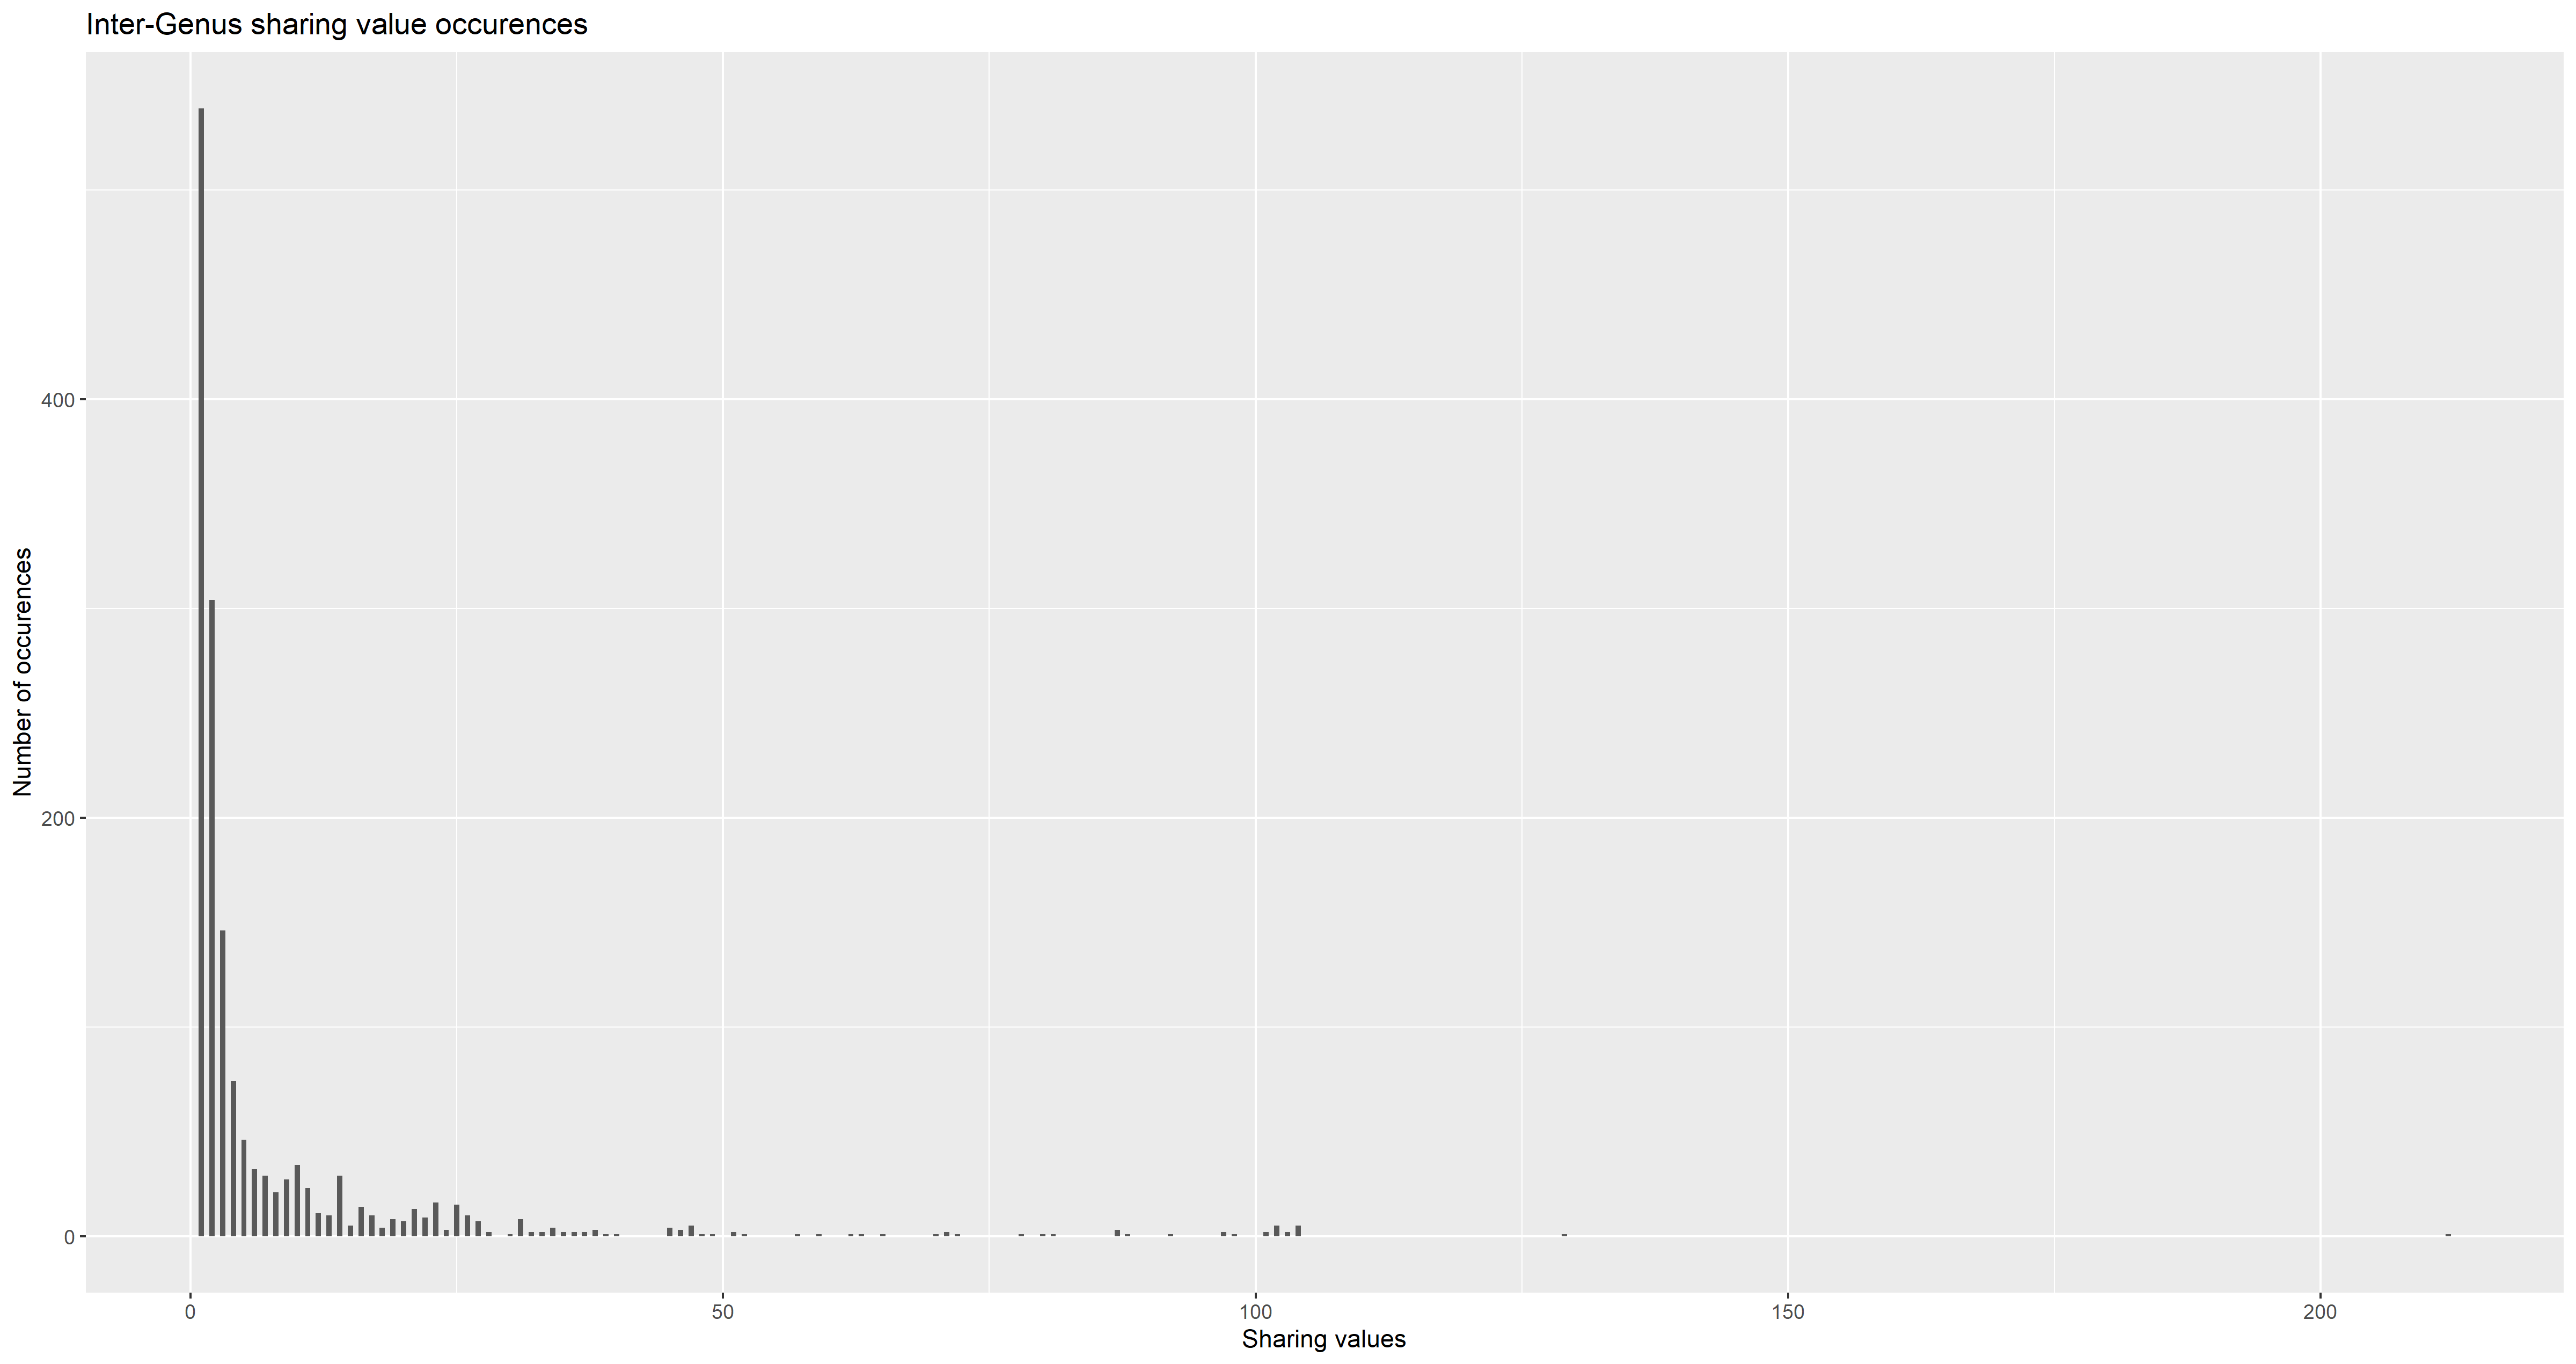 Inter-Genus sharing value occurences
Number of occurences
400
200
0
0 50 100 150 200
Sharing values